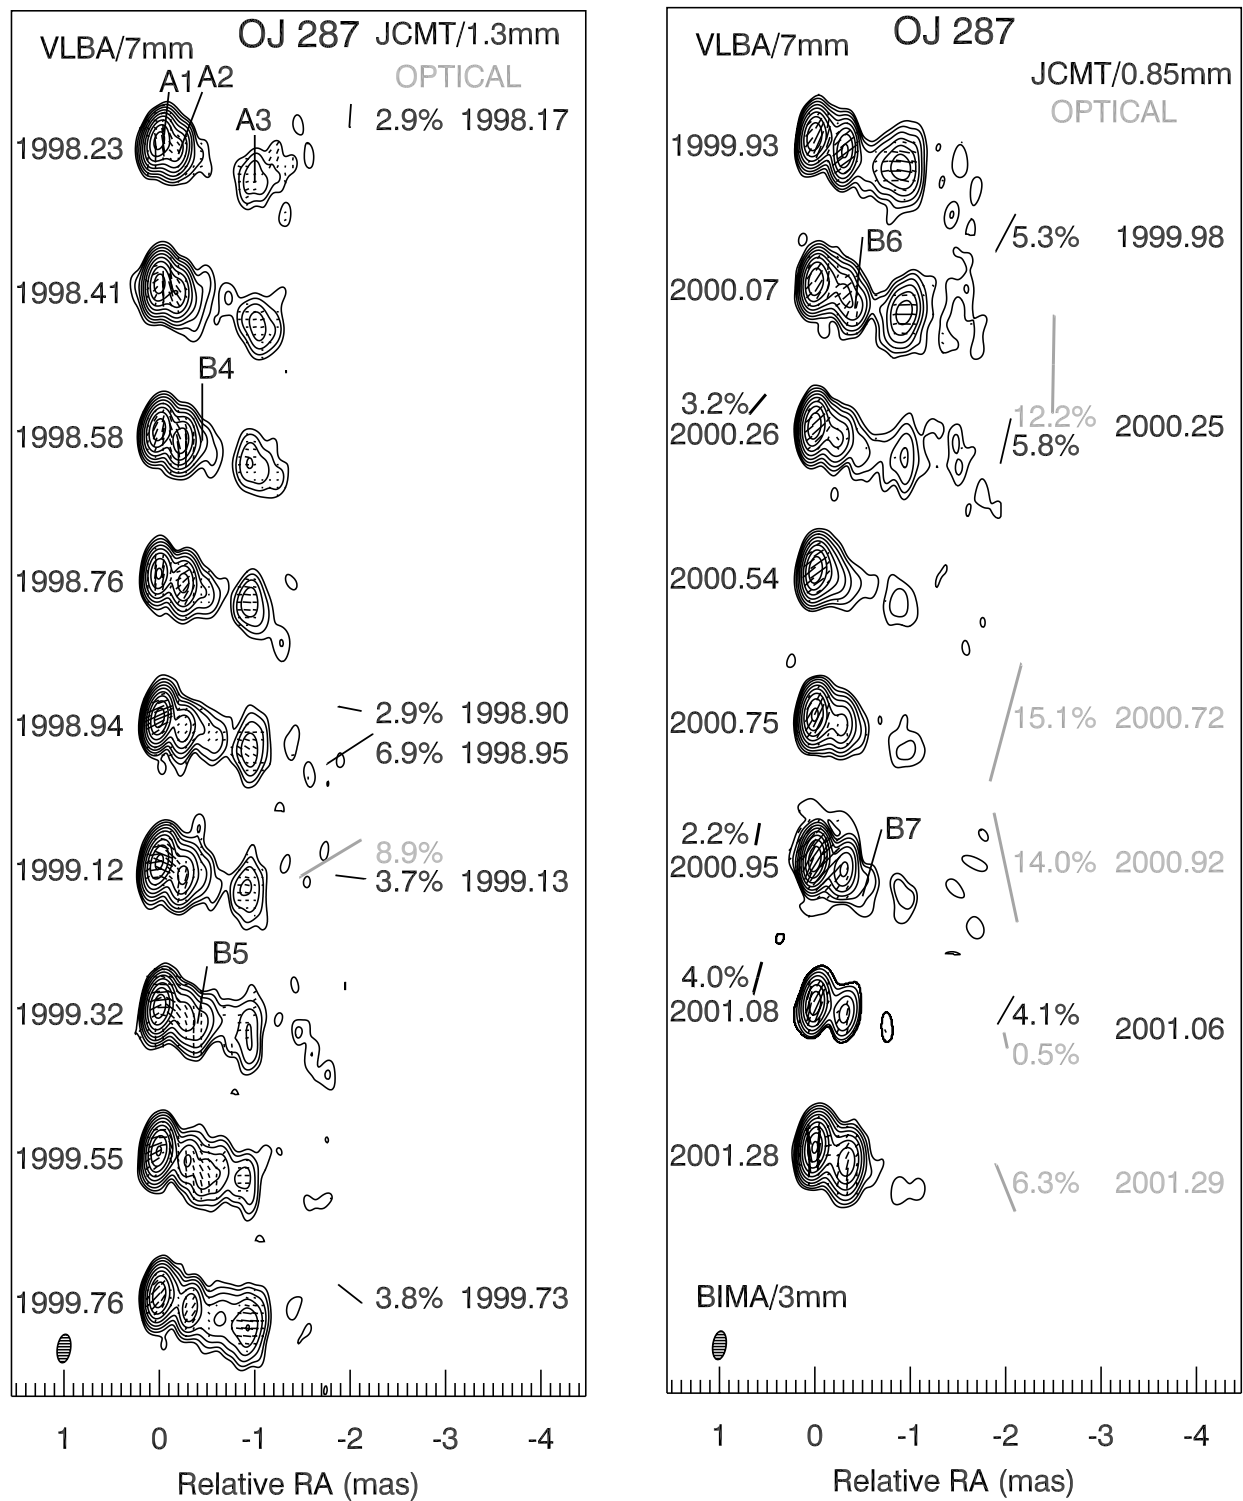 VLBA/7mm OJ 287 JCMT/1.3mm
OPTICAL
A1 A2
A3
2.9% 1998.17
1998.23
1998.41
B4
1998.58
1998.76
2.9% 1998.90
1998.94
6.9% 1998.95
8.9%
1999.12
3.7% 1999.13
B5
1999.32
1999.55
3.8% 1999.73
1999.76
1 0 -1 -2 -3 -4
Relative RA (mas)
VLBA/7mm OJ 287
JCMT/0.85mm
OPTICAL
1999.93
5.3% 1999.98
B6
2000.07
3.2%
12.2%
2000.26
2000.25
5.8%
2000.54
2000.75
15.1% 2000.72
B7
2.2%
2000.95
14.0% 2000.92
4.0%
2001.08
4.1%
2001.06
0.5%
2001.28
6.3% 2001.29
BIMA/3mm
1 0 -1 -2 -3 -4
Relative RA (mas)